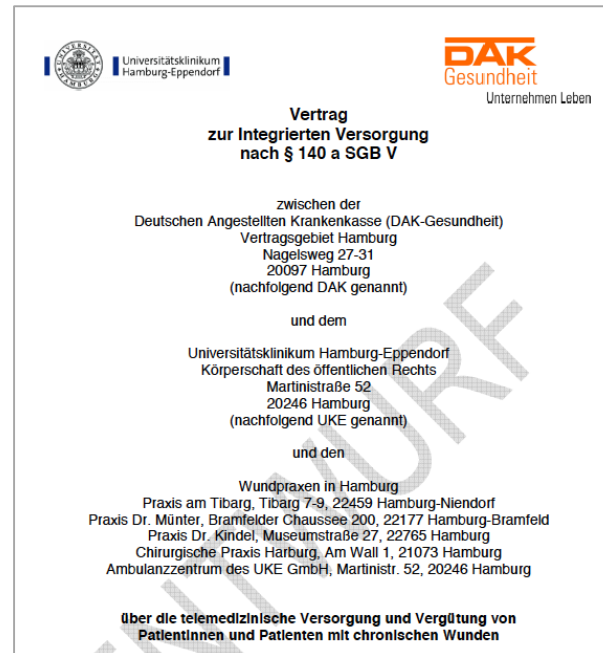 Universitätsklinikum
Hamburg-Eppendorf
DAK
Gesundheit
Unternehmen Leben
Vertrag
zur Integrierten Versorgung
nach § 140 a SGB V
zwischen der
Deutschen Angestellten Krankenkasse (DAK-Gesundheit)
Vertragsgebiet Hamburg
Nagelsweg 27-31
20097 Hamburg
(nachfolgend DAK genannt)
und dem
Universitätsklinikum Hamburg-Eppendorf
Körperschaft des öffentlichen Rechts
Martinistraße 52
20246 Hamburg
(nachfolgend UKE genannt)
und den
Wundpraxen in Hamburg
Praxis am Tibarg, Tibarg 7-9, 22459 Hamburg-Niendorf
Praxis Dr. Münter, Bramfelder Chaussee 200, 22177 Hamburg-Bramfeld
Praxis Dr. Kindel, Museumstraße 27, 22765 Hamburg
Chirurgische Praxis Harburg, Am Wall 1, 21073 Hamburg
Ambulanzzentrum des UKE GmbH, Martinistr. 52, 20246 Hamburg
über die telemedizinische Versorgung und Vergütung von
Patientinnen und Patienten mit chronischen Wunden
ENTWURF